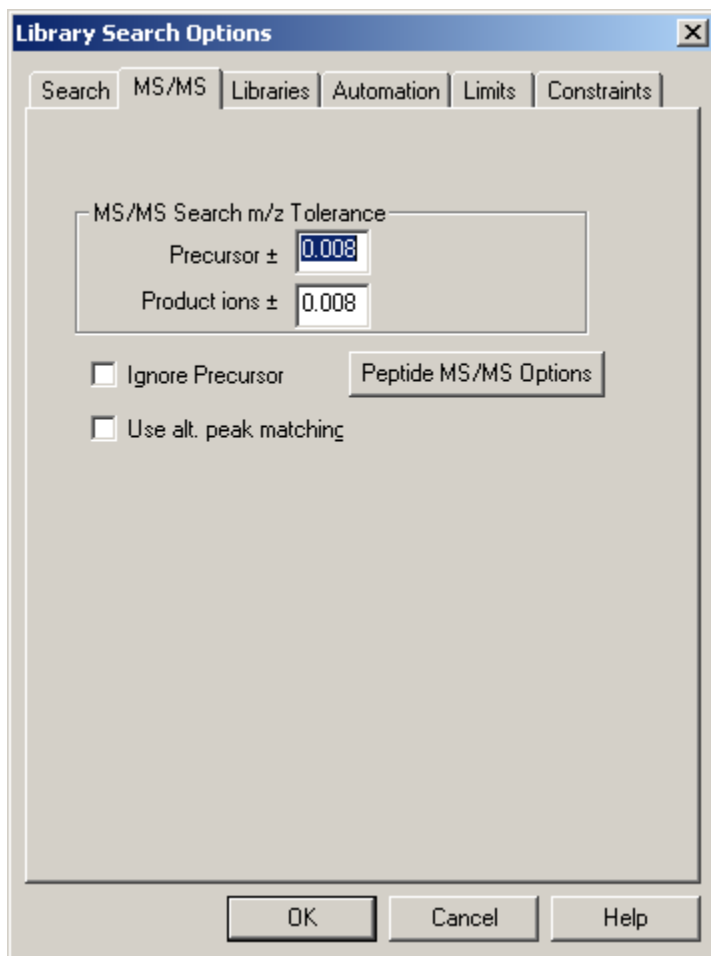 Library Search Options
Search MS/MS Libraries Automation Limits Constraints
MS/MS Search m/z Tolerance
Precursor ± 0.008
Product ions ± 0.008
Ignore Precursor Peptide MS/MS Options
Use alt. peak matching
OK Cancel Help